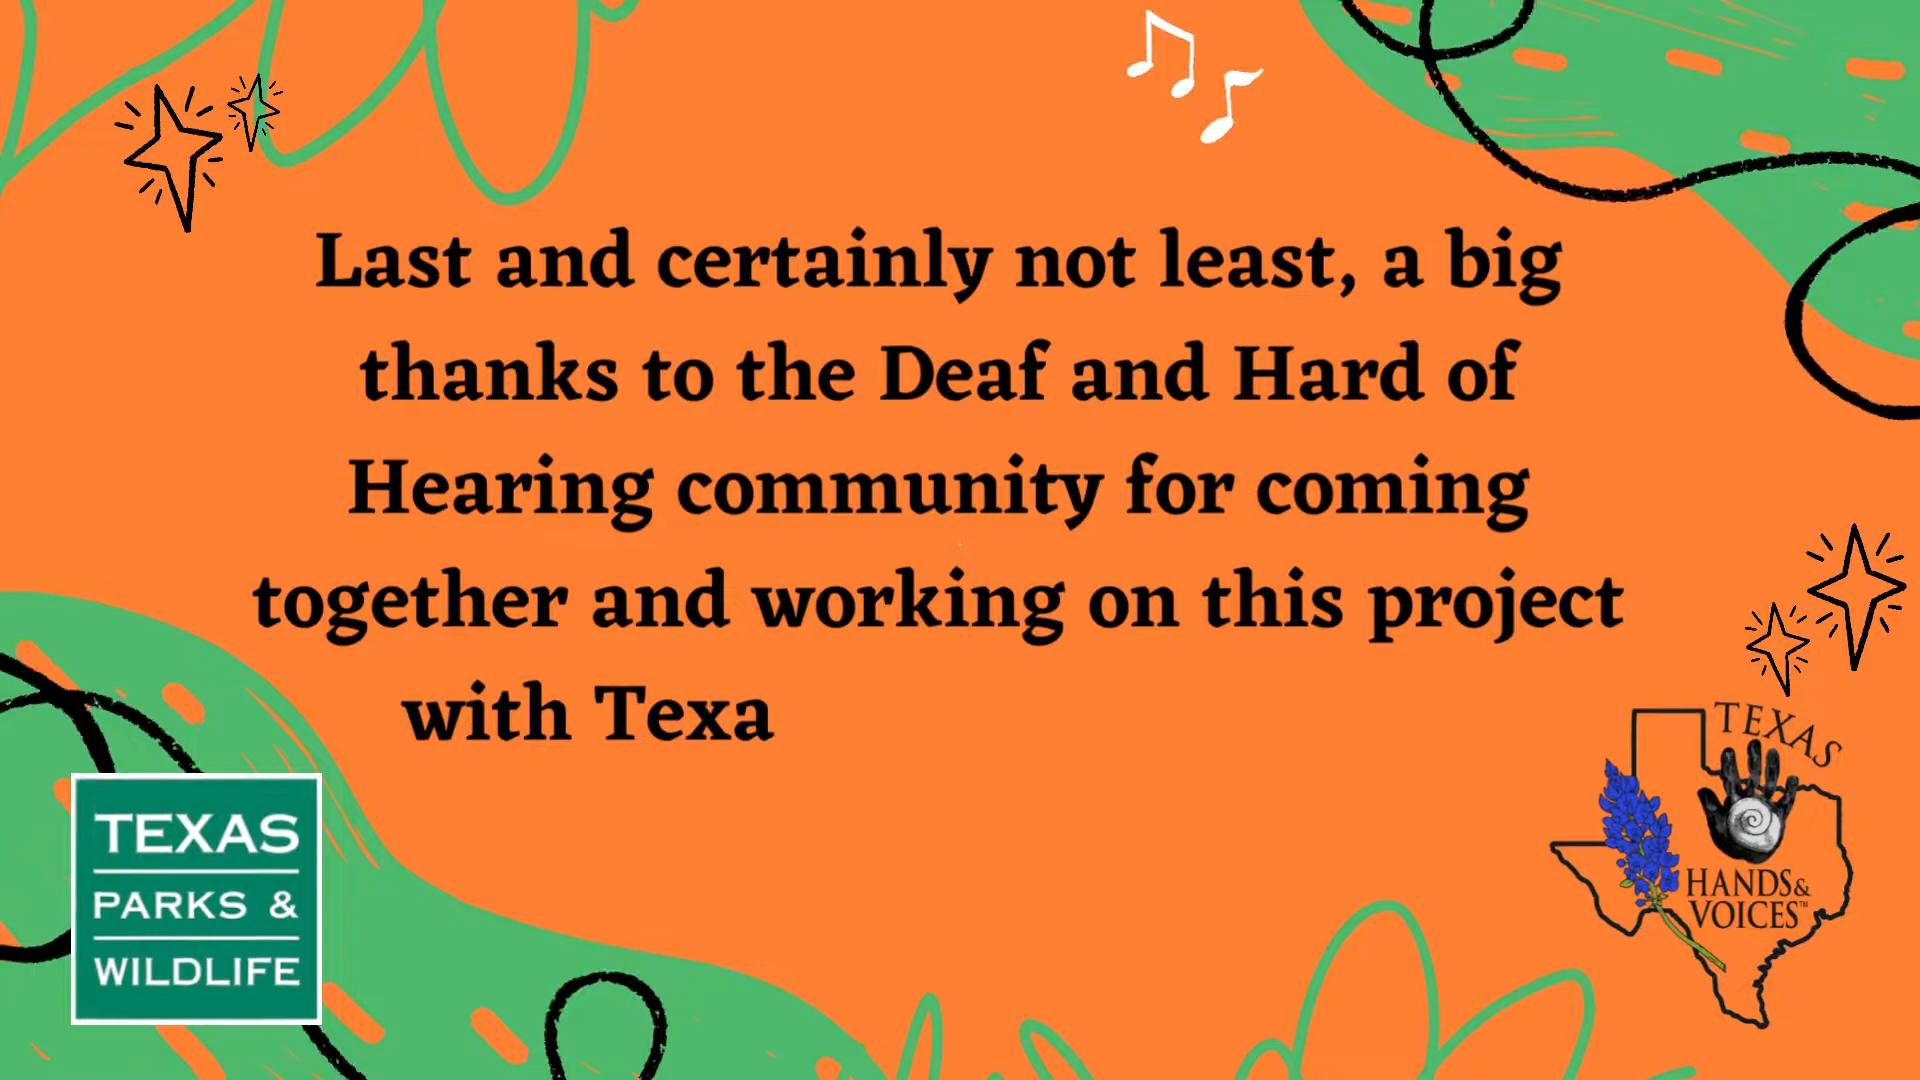 Last and certainly not least, a big
thanks to the Deaf and Hard of
Hearing community for coming
together and working on this project
with Texa
TEXAS
PARKS &
WILDLIFE
TEXAS
HANDS&
VOICES™